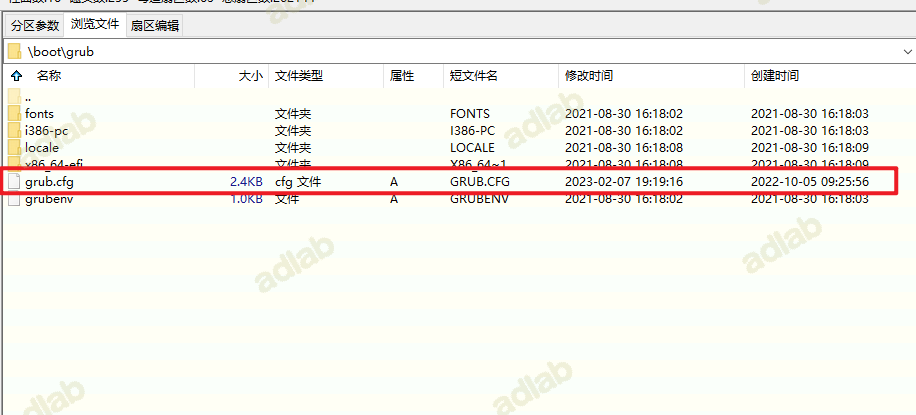 分区参数 浏览文件 扇区编辑
\boot\grub
名称 大小 文件类型 属性 短文件名 修改时间 创建时间
..
fonts 文件夹 FONTS 2021-08-30 16:18:02 2021-08-30 16:18:03
i386-pc 文件夹 I386-PC 2021-08-30 16:18:02 2021-08-30 16:18:03
locale 文件夹 LOCALE 2021-08-30 16:18:08 2021-08-30 16:18:09
x86_64-efi 文件夹 X86_64~1 2021-08-30 16:18:08 2021-08-30 16:18:09
grub.cfg 2.4KB cfg 文件 A GRUB.CFG 2023-02-07 19:19:16 2022-10-05 09:25:56
grubenv 1.0KB 文件 A GRUBENV 2021-08-30 16:18:02 2021-08-30 16:18:03
adlab
adlab
adlab
adlab
adlab
adlab